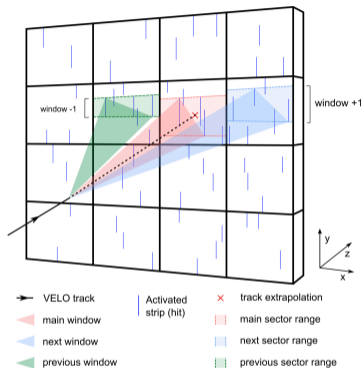 window -1
window +1
y
z
x
VELO track
Activated
strip (hit)
track extrapolation
main window
main sector range
next window
next sector range
previous window
previous sector range